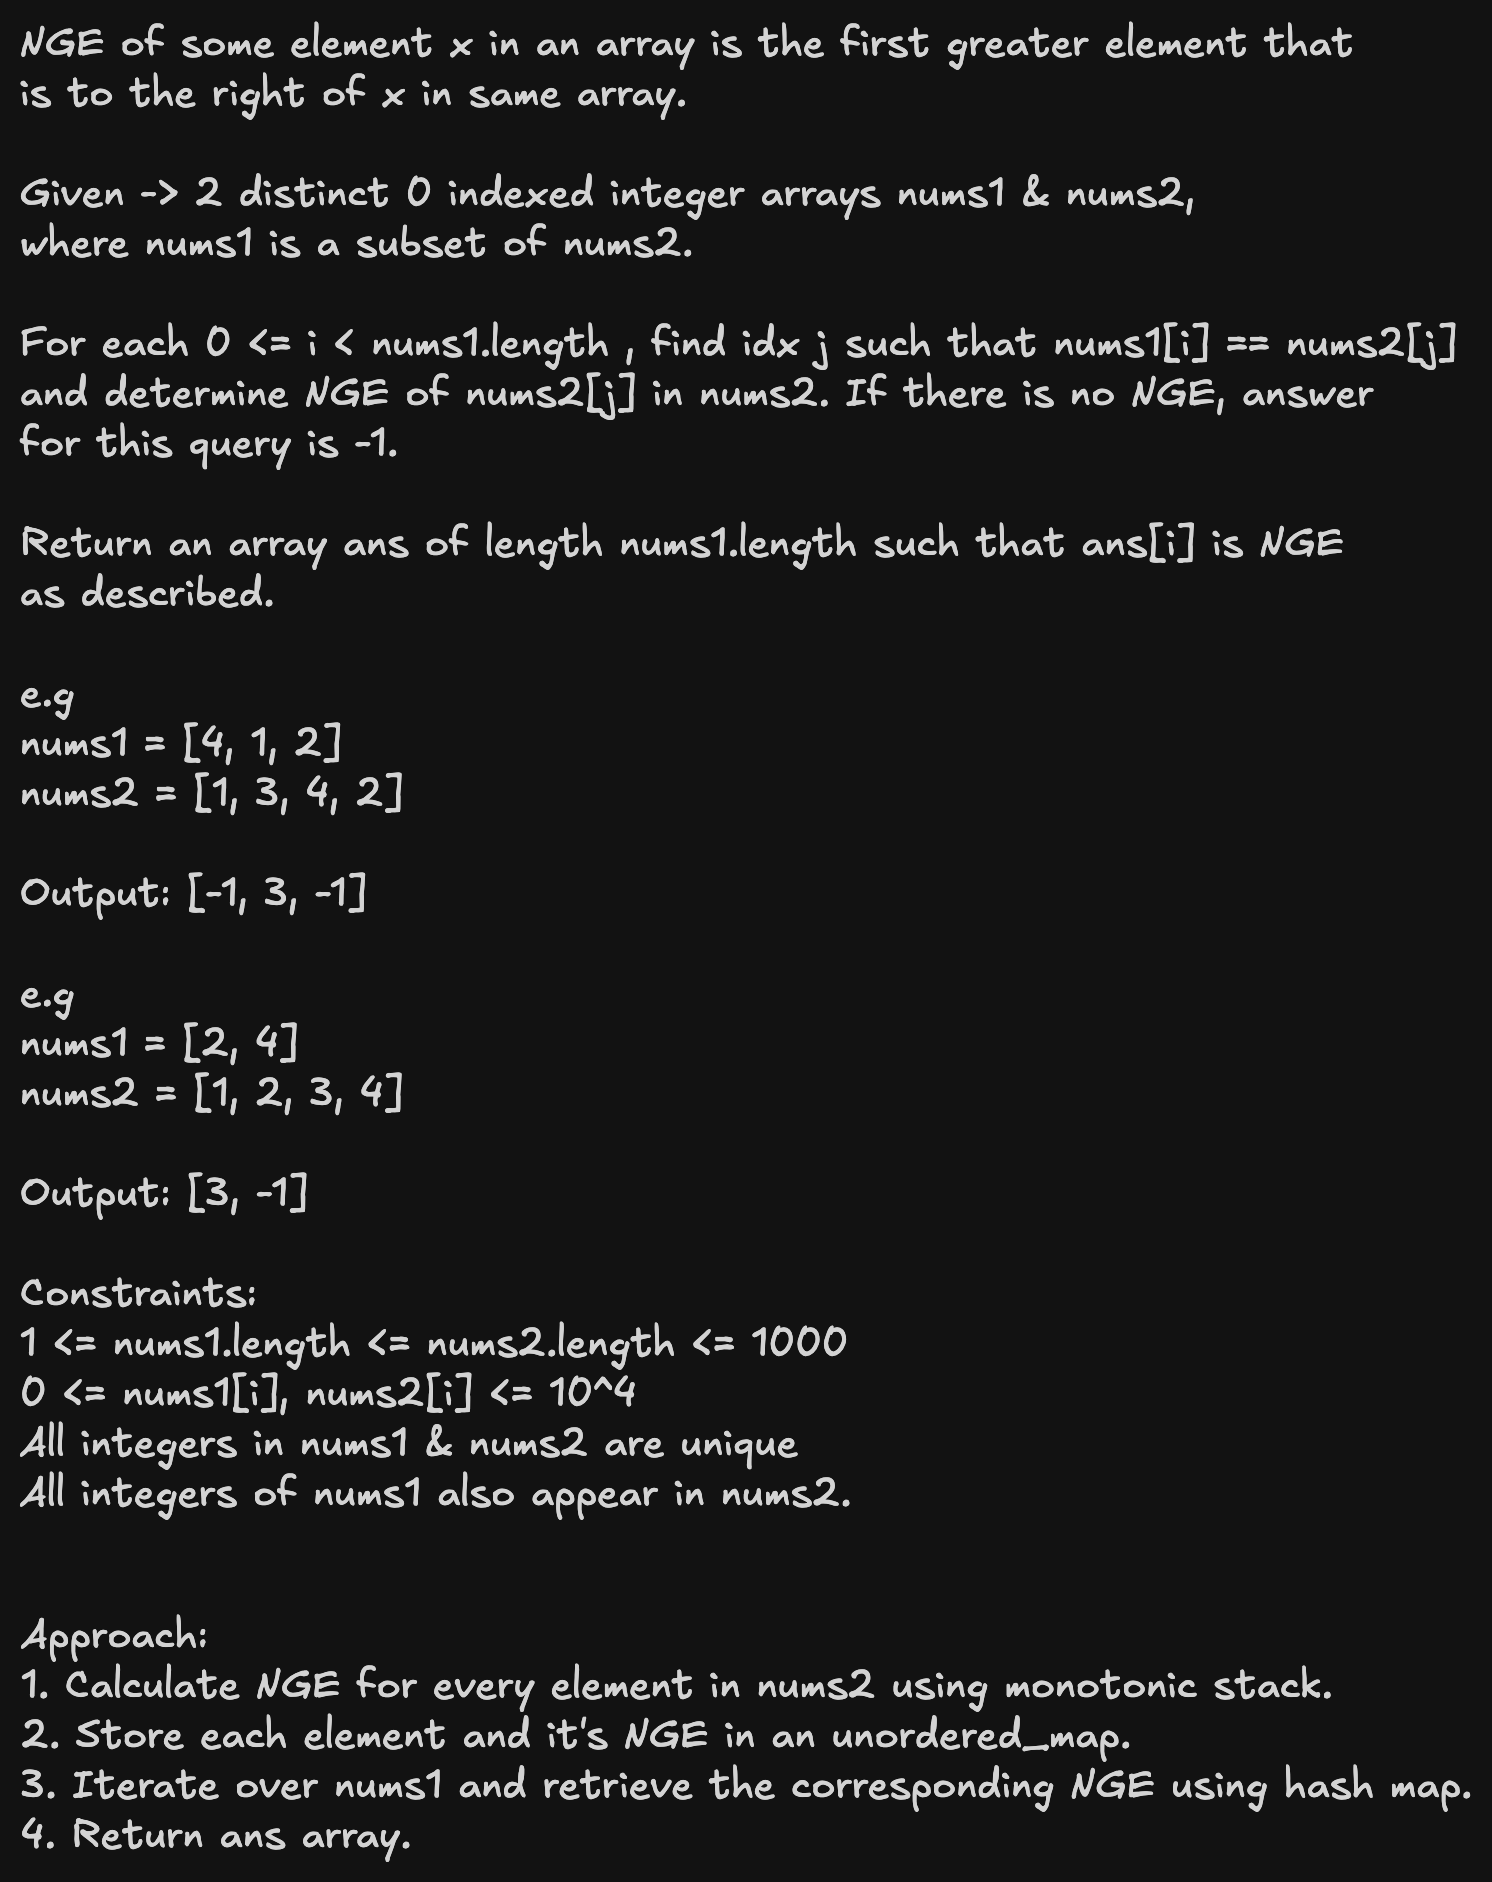 NGE of some element x in an array is the first greater element that
is to the right of x in same array.
Given -> 2 distinct 0 indexed integer arrays nums1 & nums2,
where nums1 is a subset of nums2.
For each 0 <= i < nums1.length , find idx j such that nums1[i] == nums2[j]
and determine NGE of nums2[j] in nums2. If there is no NGE, answer
for this query is -1.
Return an array ans of length nums1.length such that ans[i] is NGE
as described.
e.g
nums1 = [4, 1, 2]
nums2 = [1, 3, 4, 2]
Output: [-1, 3, -1]
e.g
nums1 = [2, 4]
nums2 = [1, 2, 3, 4]
Output: [3, -1]
Constraints:
1 <= nums1.length <= nums2.length <= 1000
0 <= nums1[i], nums2[i] <= 10^4
All integers in nums1 & nums2 are unique
All integers of nums1 also appear in nums2.
Approach:
1. Calculate NGE for every element in nums2 using monotonic stack.
2. Store each element and it's NGE in an unordered_map.
3. Iterate over nums1 and retrieve the corresponding NGE using hash map.
4. Return ans array.